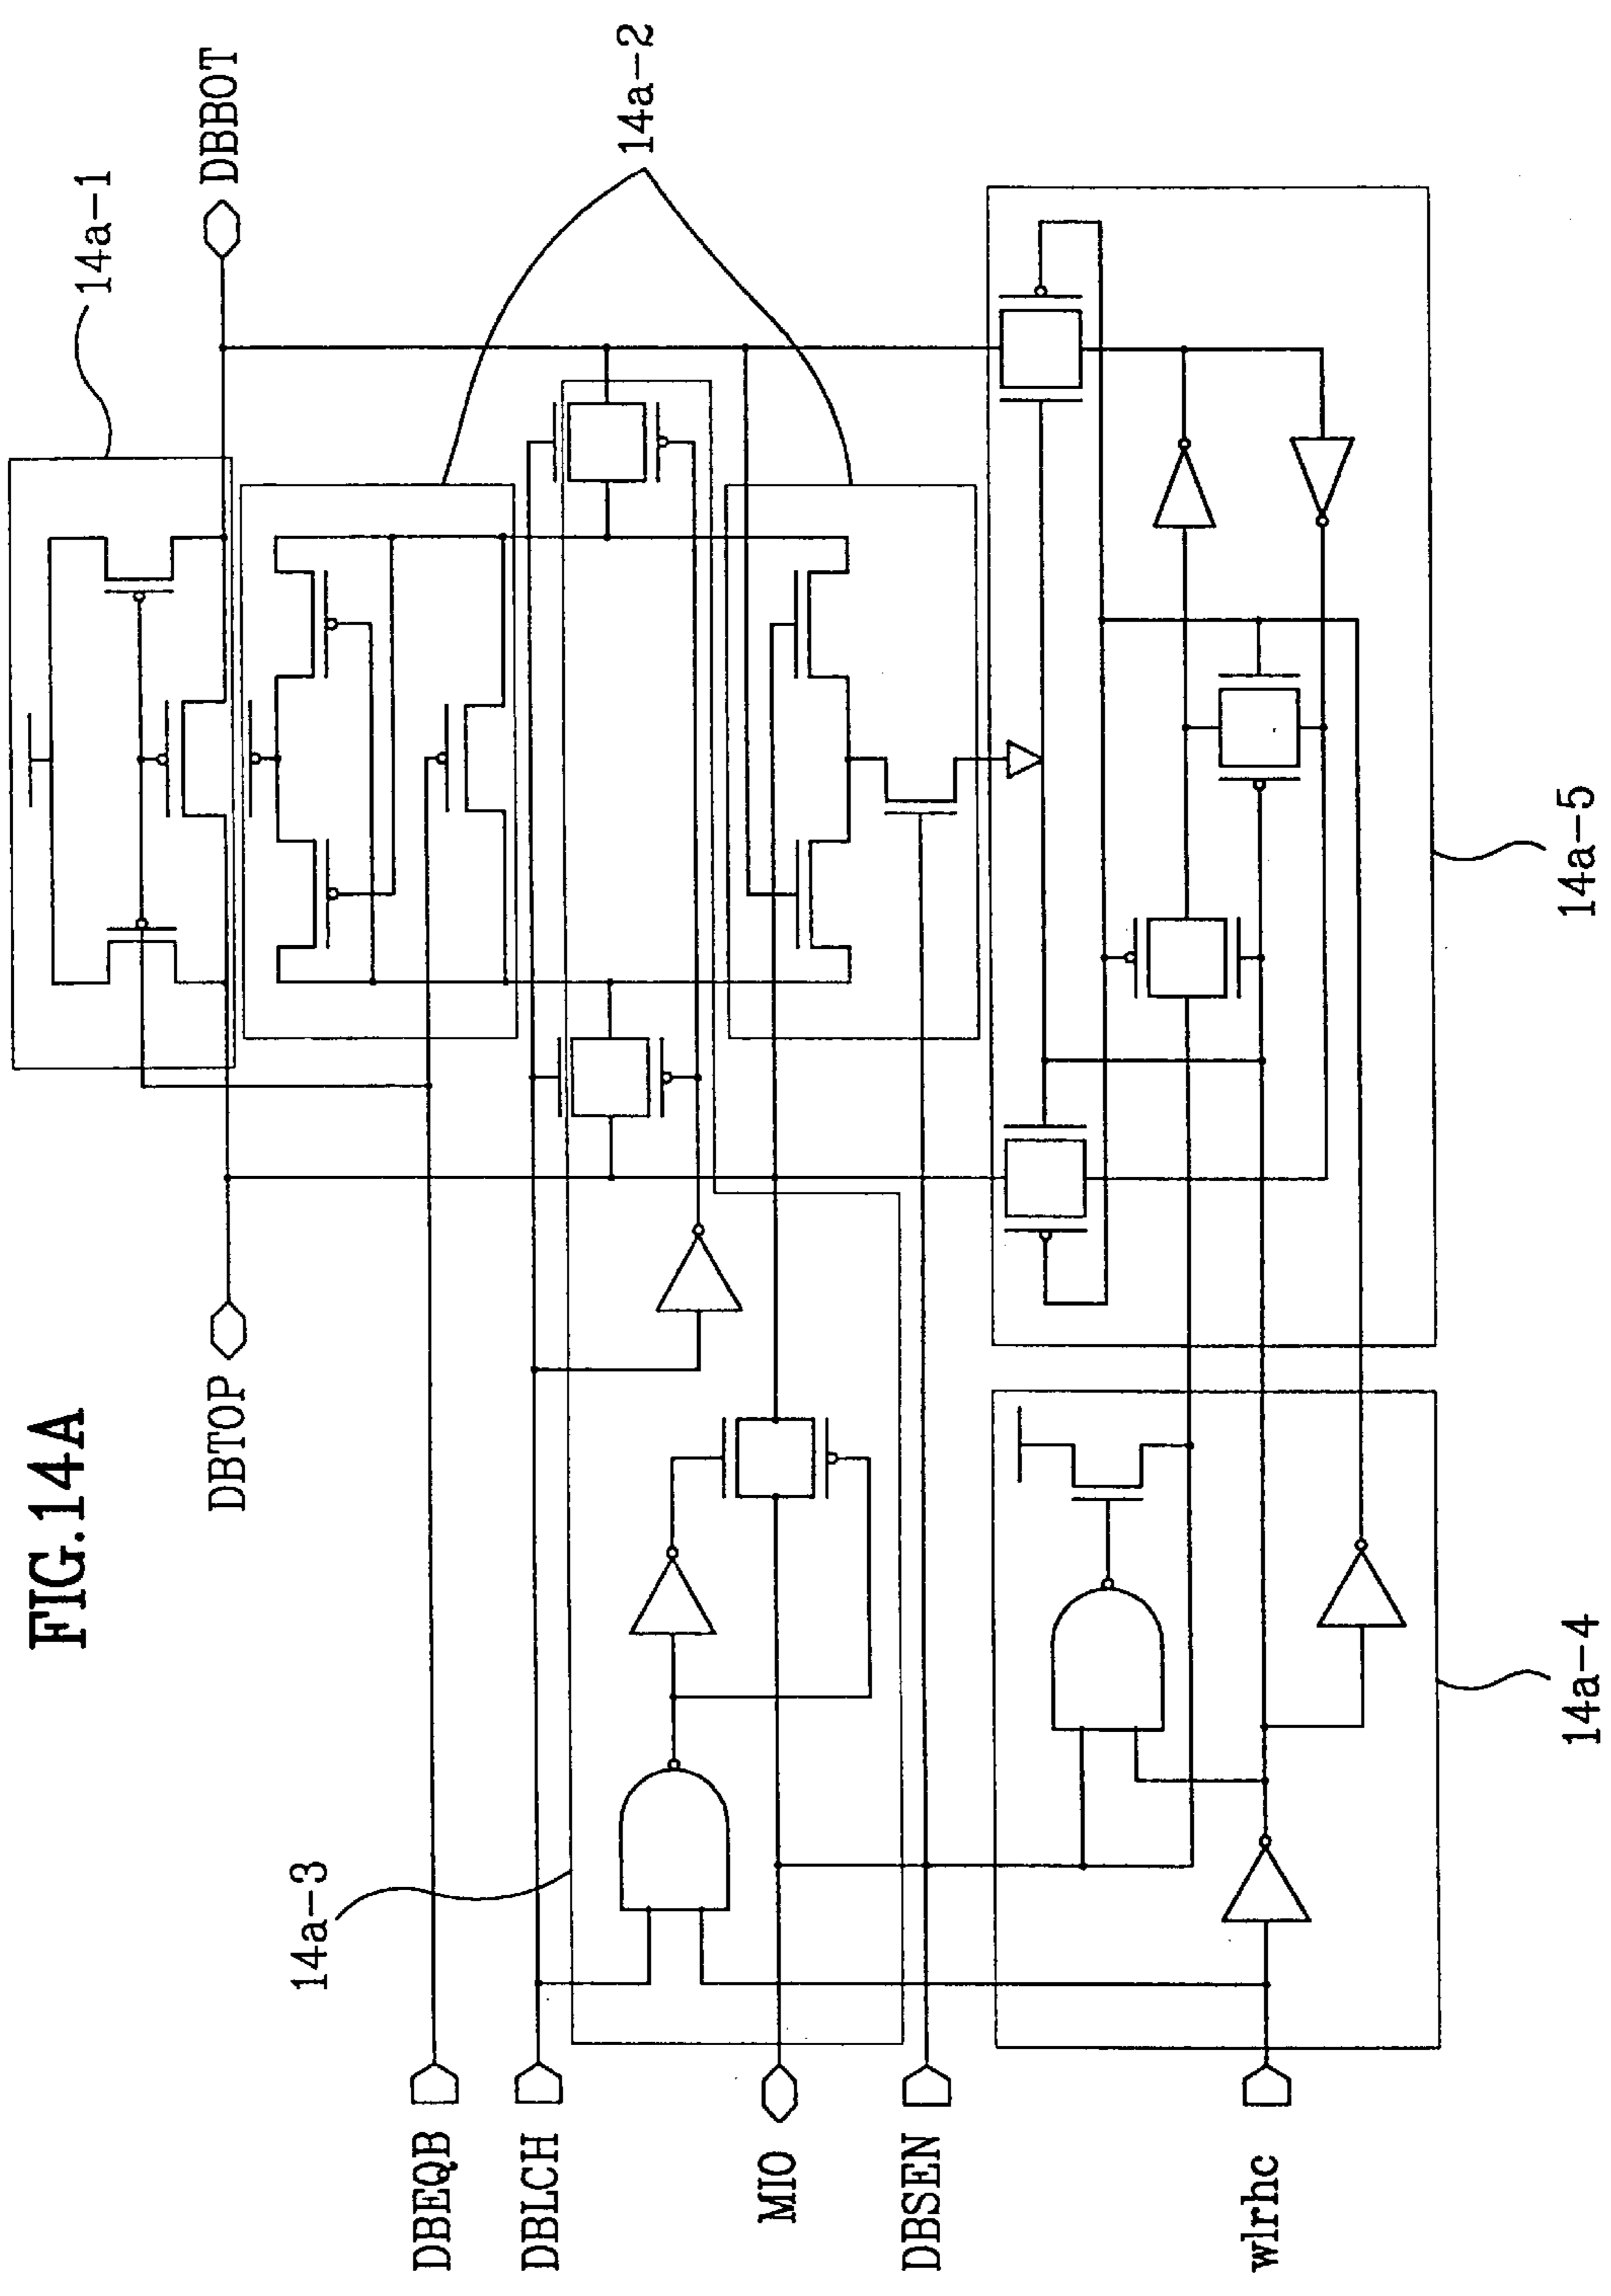 FIG.14A
DBTOP
DBBOT
14a-1
14a-2
14a-3
DBEQB
DBLCH
MIO
DBSEN
wlrhc
14a-4
14a-5